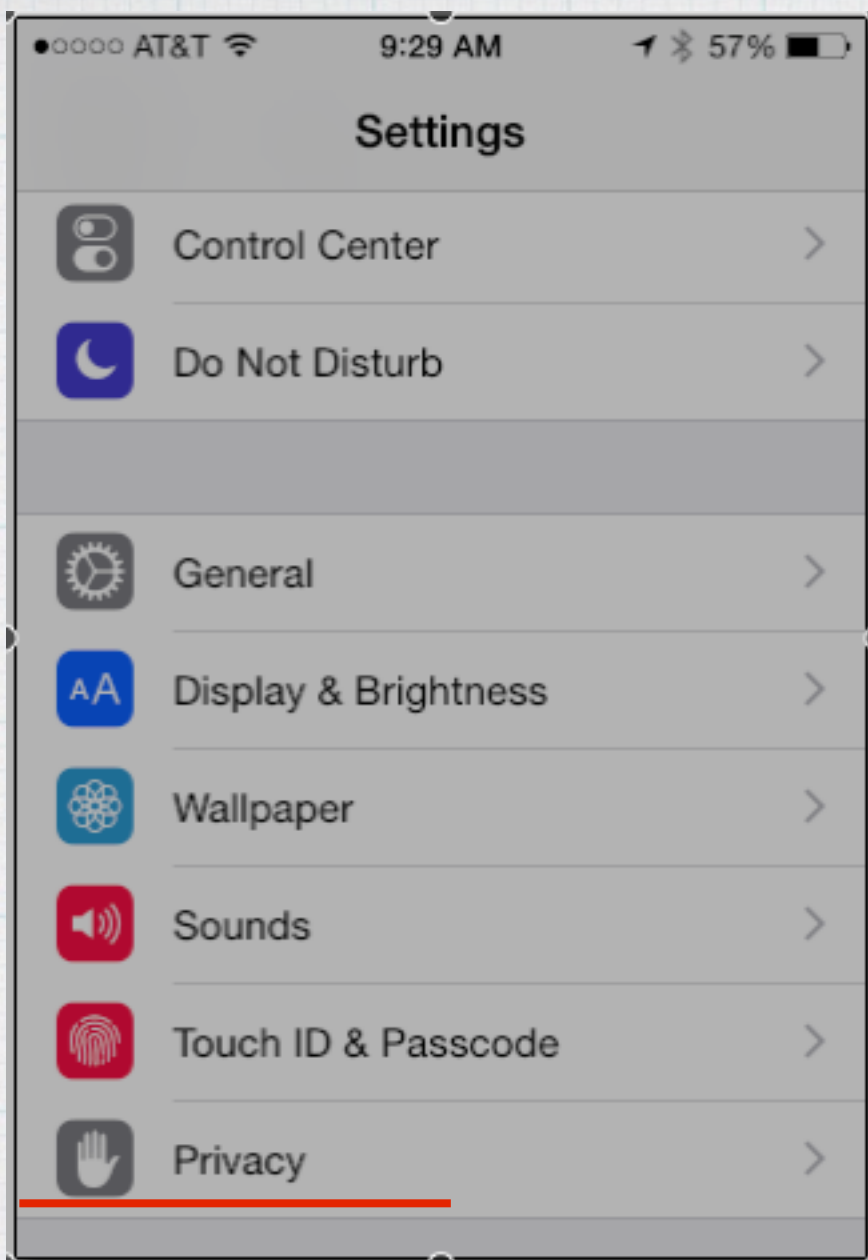 AT&T 9:29 AM 57%
Settings
Control Center
Do Not Disturb
General
AA Display & Brightness
Wallpaper
Sounds
Touch ID & Passcode
Privacy